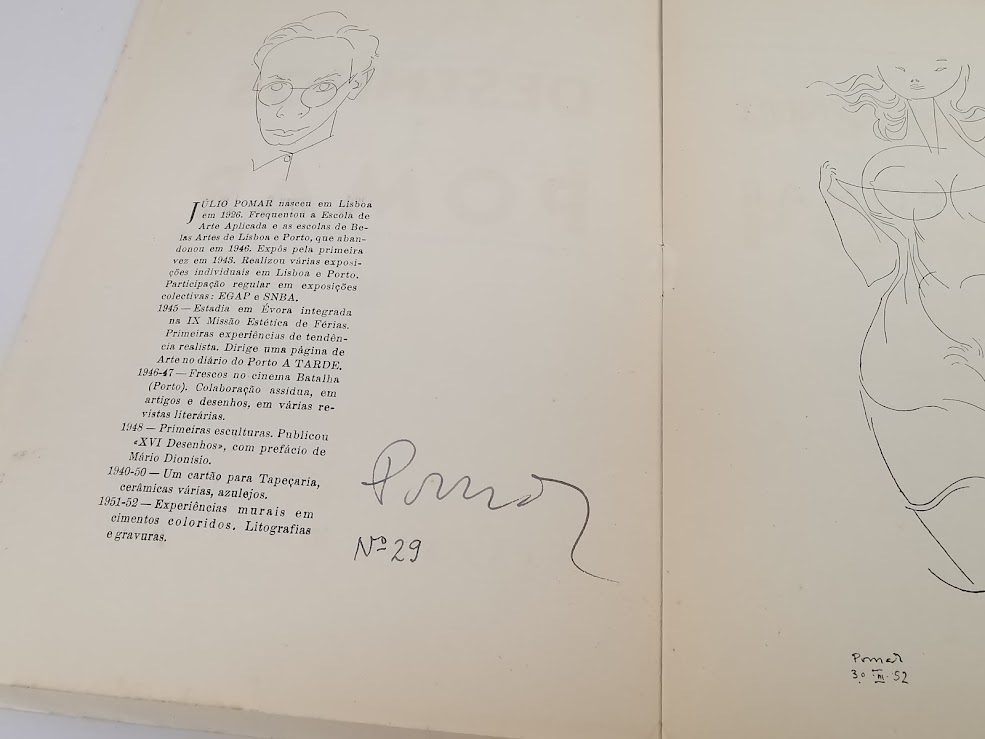 JÚLIO POMAR nasceu em Lisboa
em 1926. Frequentou a Escola de
Arte Aplicada e as escolas de Be-
las Artes de Lisboa e Porto, que aban-
donou em 1946. Expôs pela primeira
vez em 1943. Realizou várias exposi-
ções individuais em Lisboa e Porto.
Participação regular em exposições
colectivas: EGAP e SNBA.
1945 — Estadia em Évora integrada
na IX Missão Estética de Férias.
Primeiras experiências de tendên-
cia realista. Dirige uma página de
Arte no diário do Porto A TARDE.
1946-47 — Frescos no cinema Batalha
(Porto). Colaboração assídua, em
artigos e desenhos, em várias re-
vistas literárias.
1948 — Primeiras esculturas. Publicou
«XVI Desenhos», com prefácio de
Mário Dionísio.
1940-50 — Um cartão para Tapeçaria,
cerâmicas várias, azulejos.
1951-52 — Experiências murais em
cimentos coloridos. Litografias
e gravuras.
Pomar
Nº 29
Pomar
30 III 52